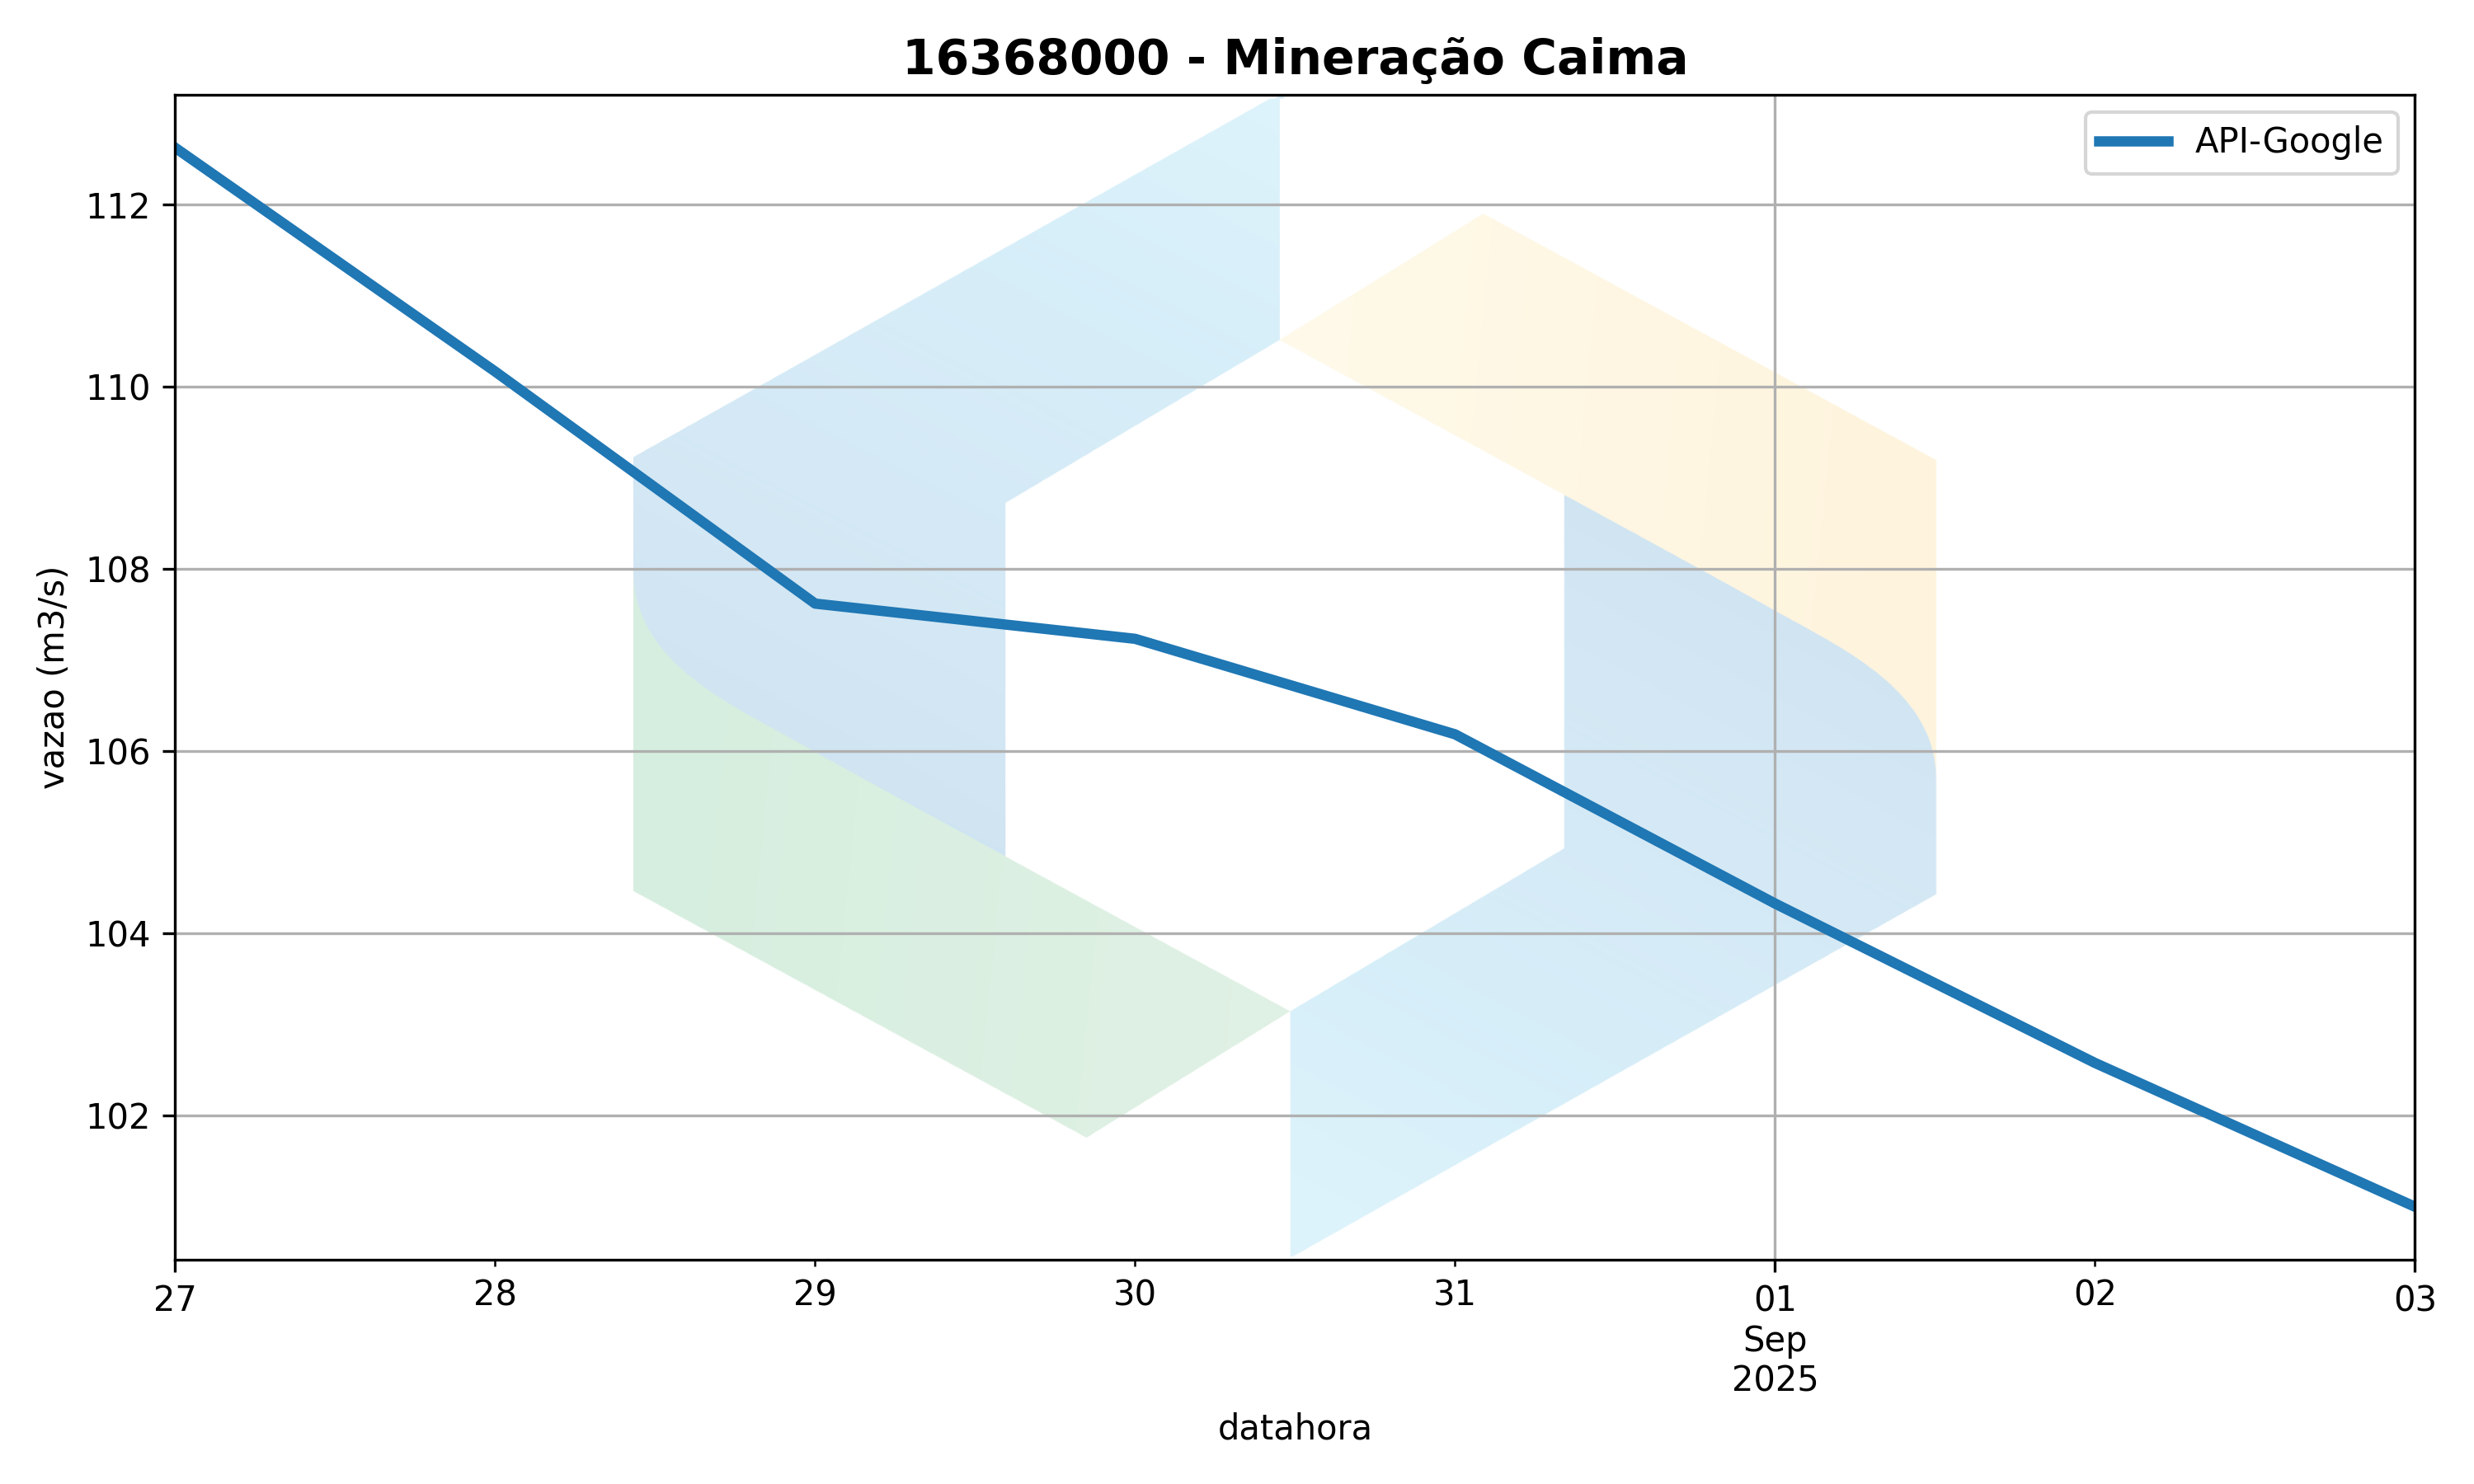 16368000 - Mineração Caima
API-Google
112
110
108
106
104
102
vazao (m3/s)
27 28 29 30 31 01 02 03
Sep
2025
datahora